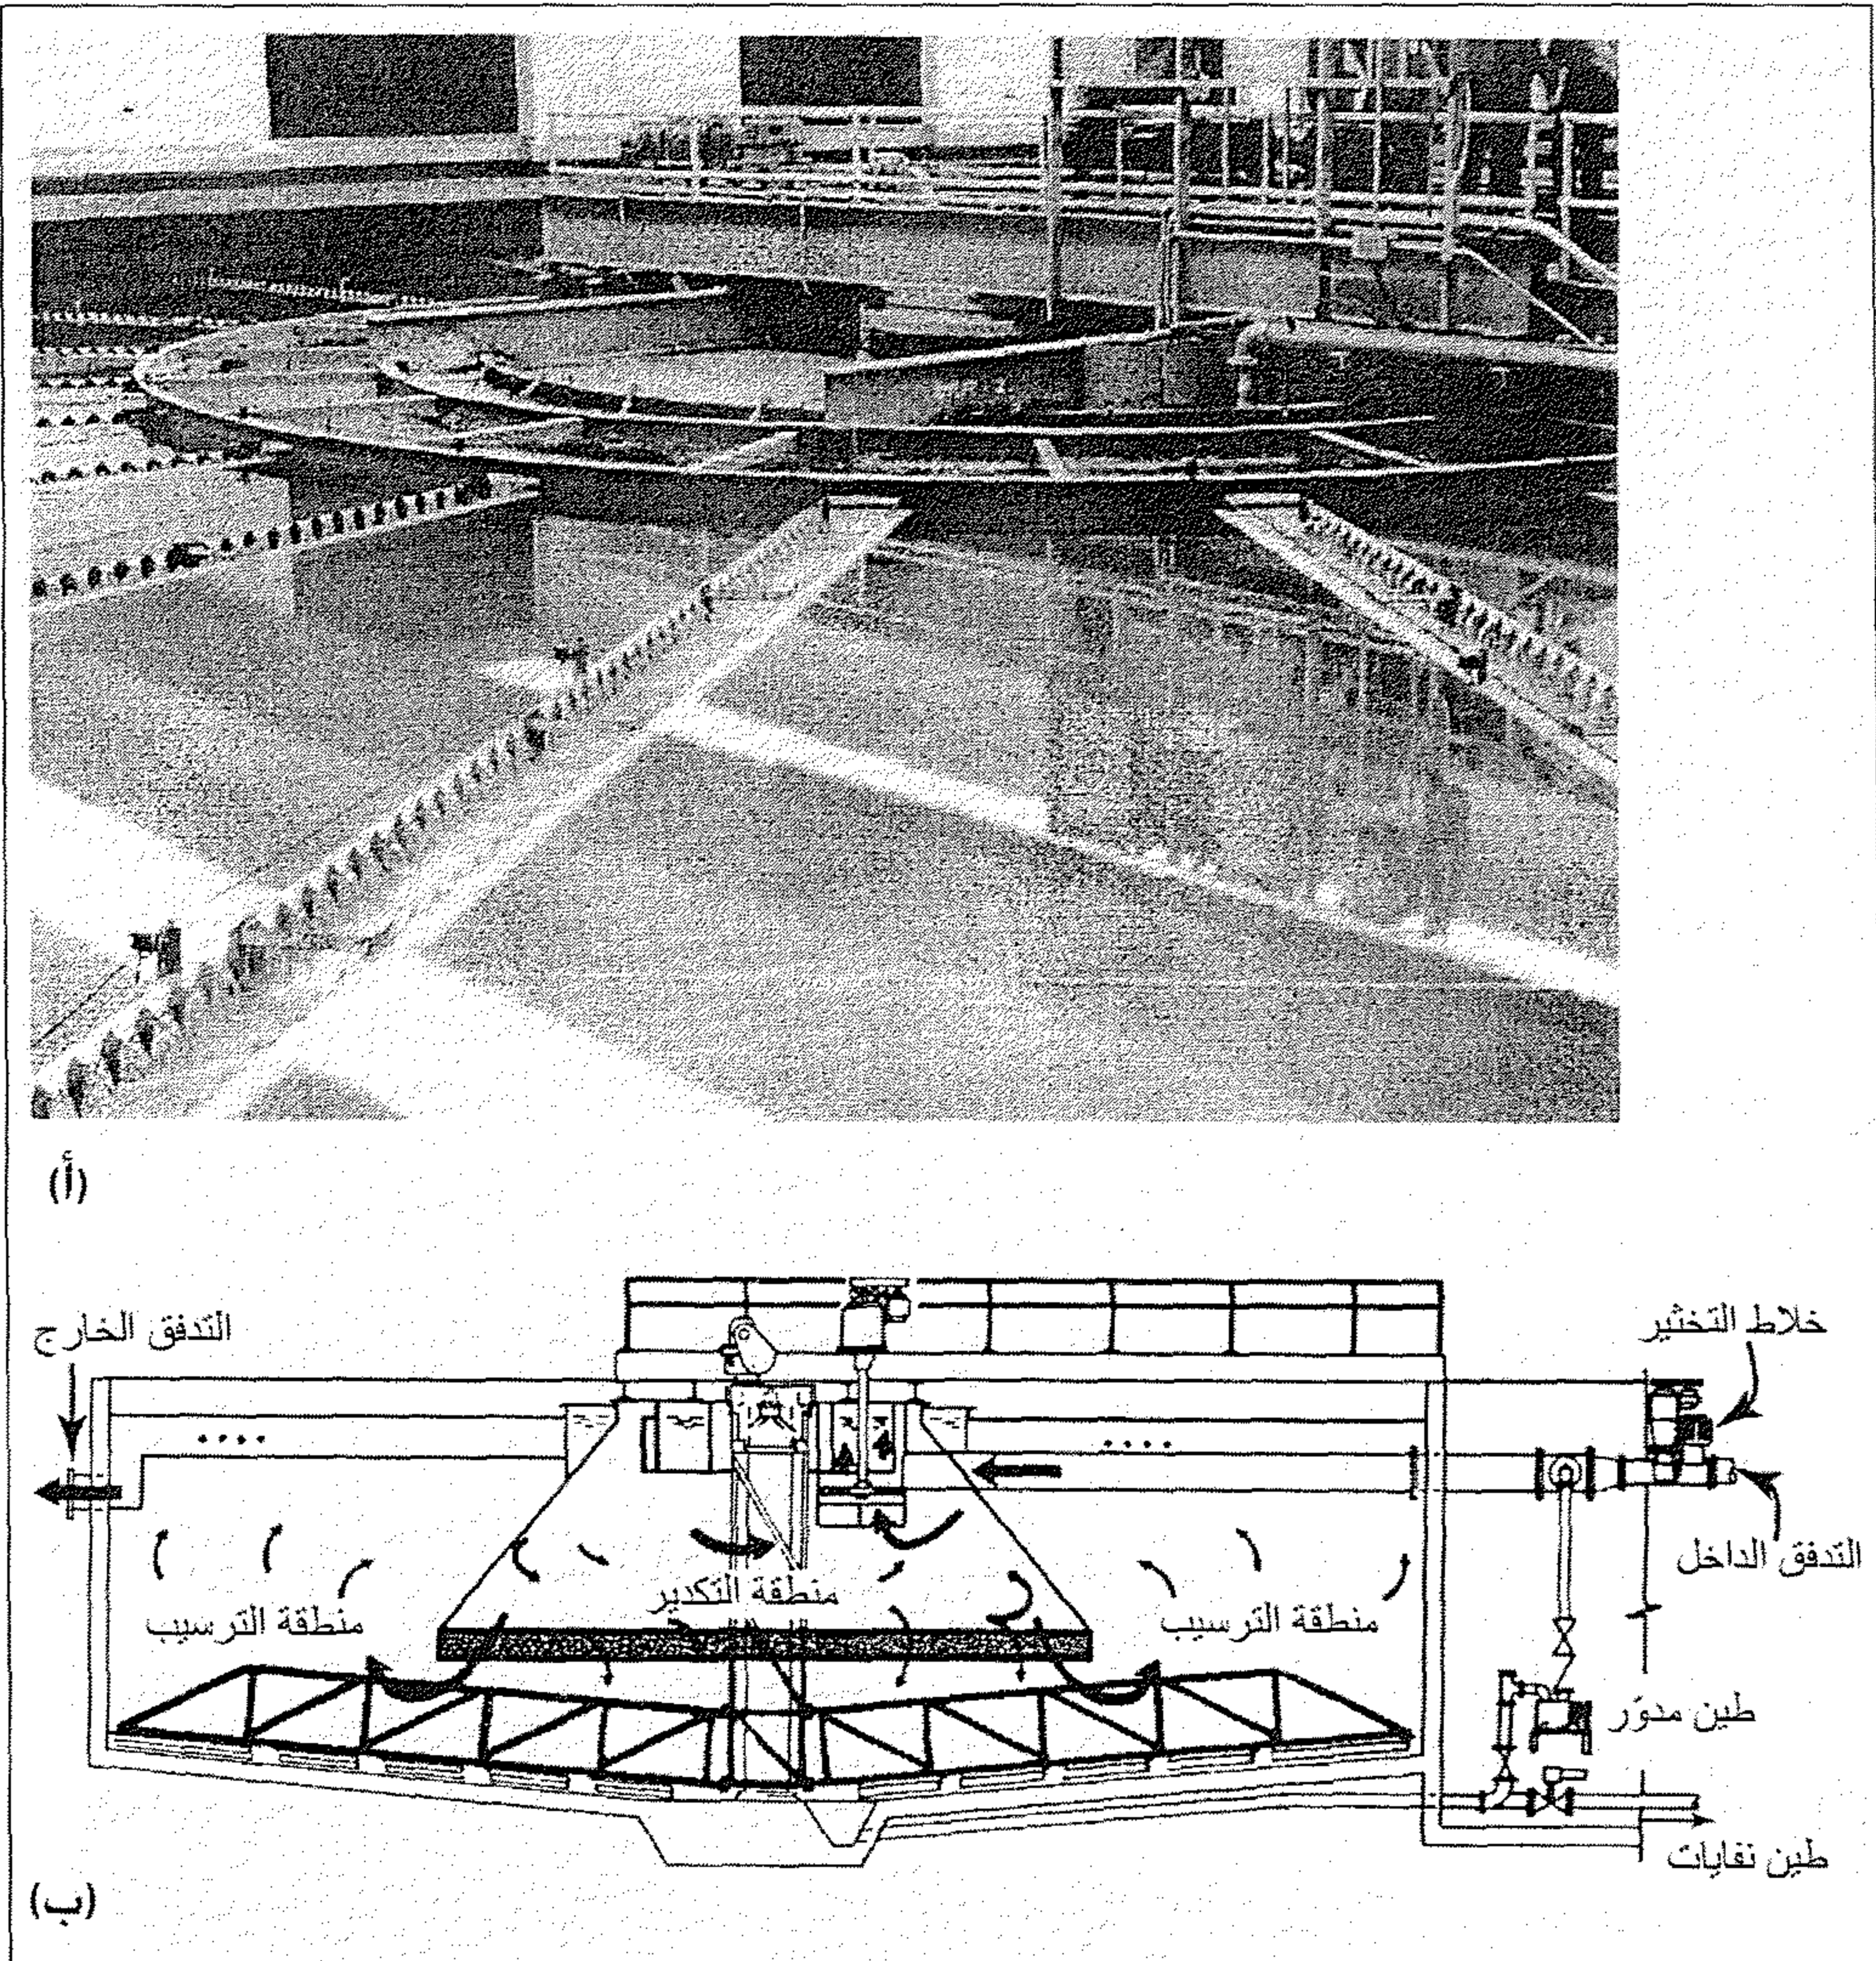 (أ)
التدفق الخارج
خلاط التخثير
التدفق الداخل
منطقة التكدير
منطقة الترسيب
منطقة الترسيب
طين مدوّر
طين نفايات
(ب)